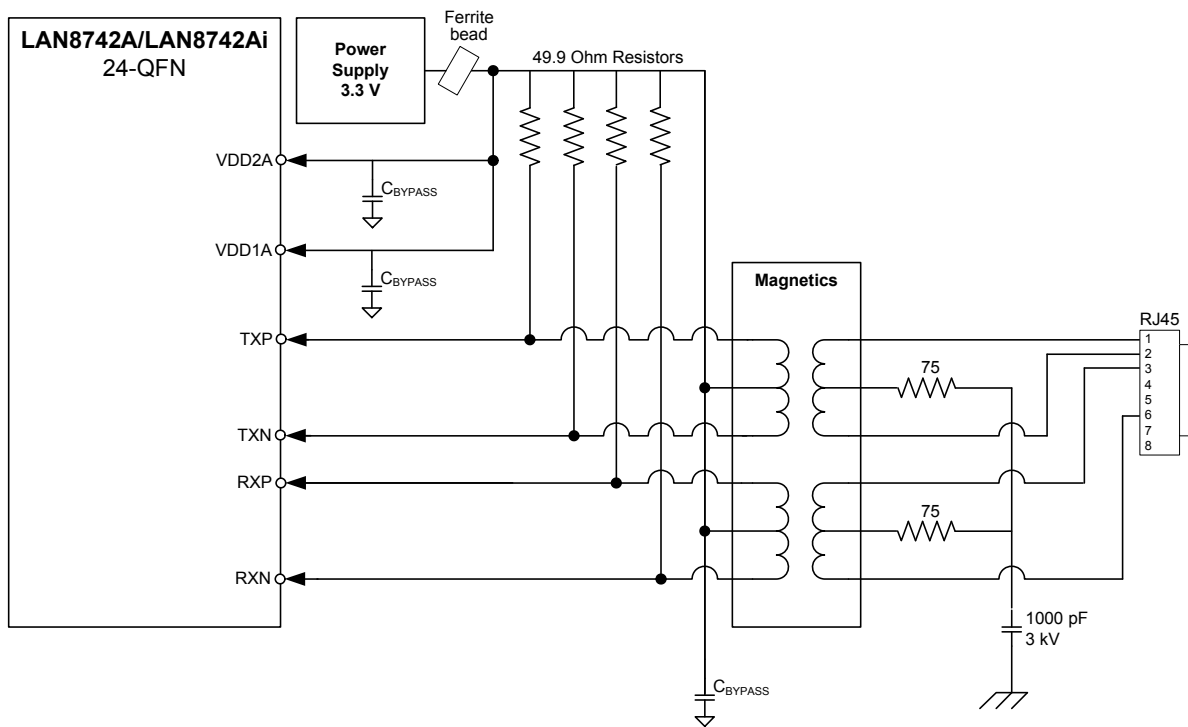 LAN8742A/LAN8742Ai
24-QFN
Power
Supply
3.3 V
Ferrite
bead
49.9 Ohm Resistors
VDD2A
CBYPASS
VDD1A
CBYPASS
Magnetics
TXP
TXN
RXP
RXN
75
75
RJ45
1
2
3
4
5
6
7
8
1000 pF
3 kV
CBYPASS